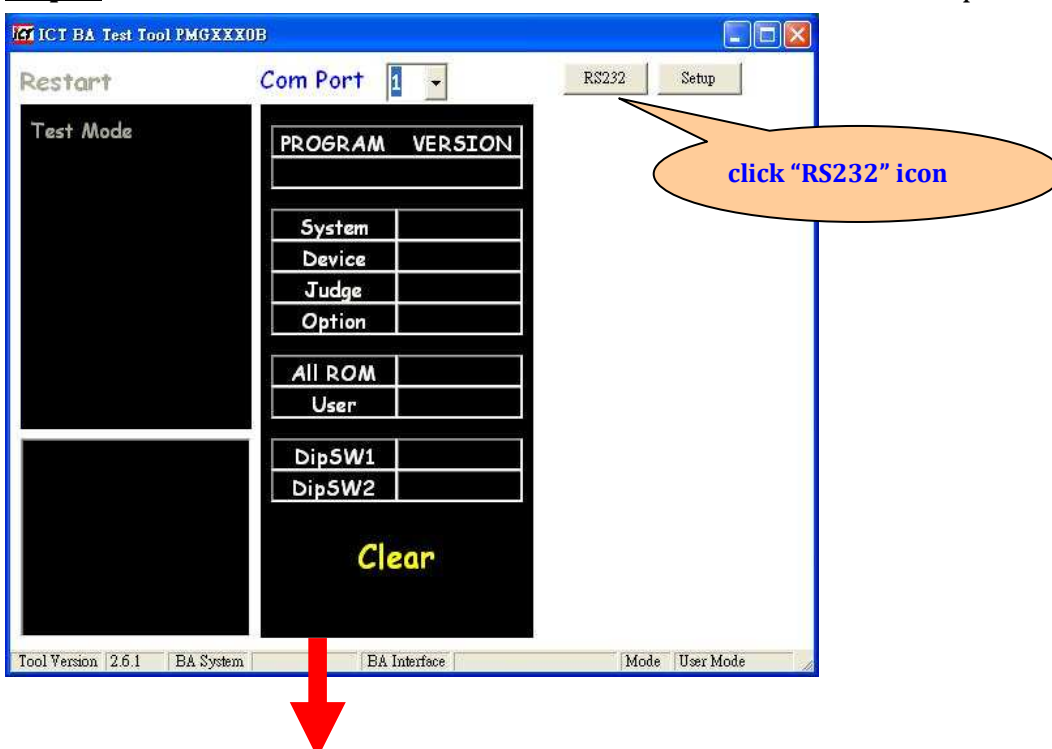 ICT BA Test Tool PMGXXX0B
Restart
Com Port 1
RS232
Setup
Test Mode
PROGRAM VERSION
click “RS232” icon
System
Device
Judge
Option
All ROM
User
DipSW1
DipSW2
Clear
Tool Version 2.6.1 BA System BA Interface Mode User Mode